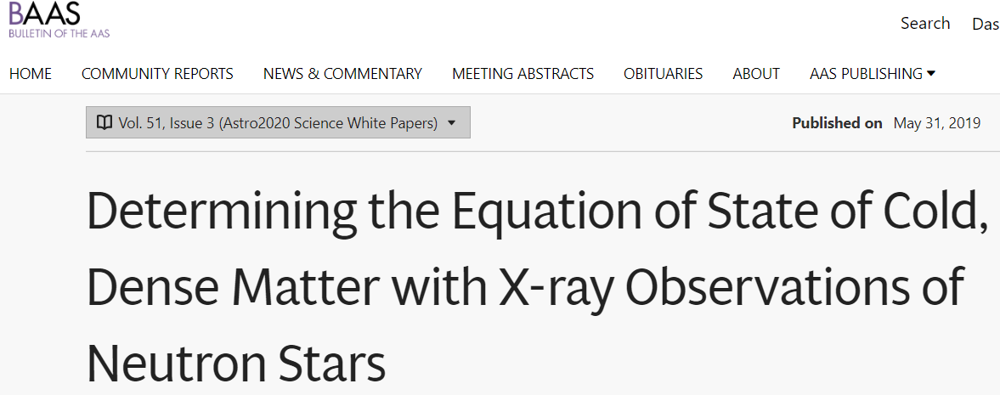 BAAS
BULLETIN OF THE AAS
Search Das
HOME COMMUNITY REPORTS NEWS & COMMENTARY MEETING ABSTRACTS OBITUARIES ABOUT AAS PUBLISHING
Vol. 51, Issue 3 (Astro2020 Science White Papers) Published on May 31, 2019
Determining the Equation of State of Cold,
Dense Matter with X-ray Observations of
Neutron Stars